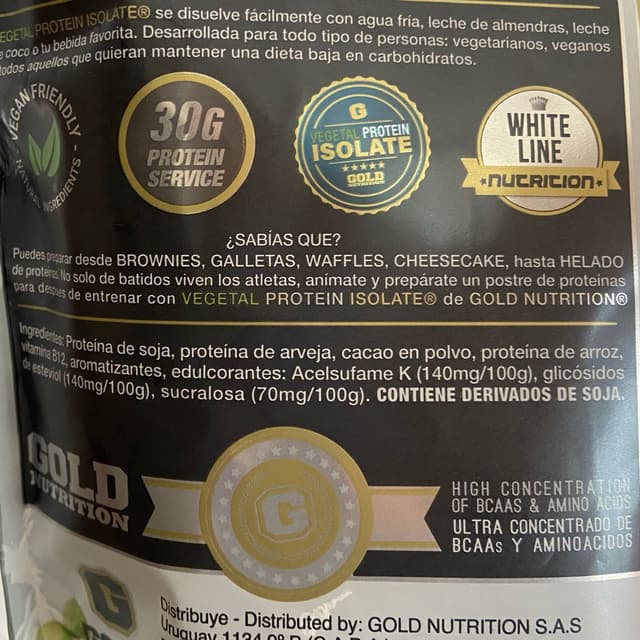 VEGETAL PROTEIN ISOLATE® se disuelve fácilmente con agua fría, leche de almendras, leche
de coco o tu bebida favorita. Desarrollada para todo tipo de personas: vegetarianos, veganos
todos aquellos que quieran mantener una dieta baja en carbohidratos.
VEGAN FRIENDLY
- NATURAL INGREDIENTS -
30G
PROTEIN
SERVICE
G
VEGETAL PROTEIN
ISOLATE
GOLD
NUTRITION
WHITE
LINE
NUTRICION
¿SABÍAS QUE?
Puedes preparar desde BROWNIES, GALLETAS, WAFFLES, CHEESECAKE, hasta HELADO
de proteínas. No solo de batidos viven los atletas, anímate y prepárate un postre de proteínas
para después de entrenar con VEGETAL PROTEIN ISOLATE® de GOLD NUTRITION®
Ingredientes: Proteína de soja, proteína de arveja, cacao en polvo, proteína de arroz,
vitamina B12, aromatizantes, edulcorantes: Acelsufame K (140mg/100g), glicósidos
de esteviol (140mg/100g), sucralosa (70mg/100g). CONTIENE DERIVADOS DE SOJA.
GOLD
NUTRITION
G
HIGH CONCENTRATION
OF BCAAS & AMINO ACIDS
ULTRA CONCENTRADO DE
BCAAs Y AMINOACIDOS
G
Distribuye - Distributed by: GOLD NUTRITION S.A.S
Uruguay 1134